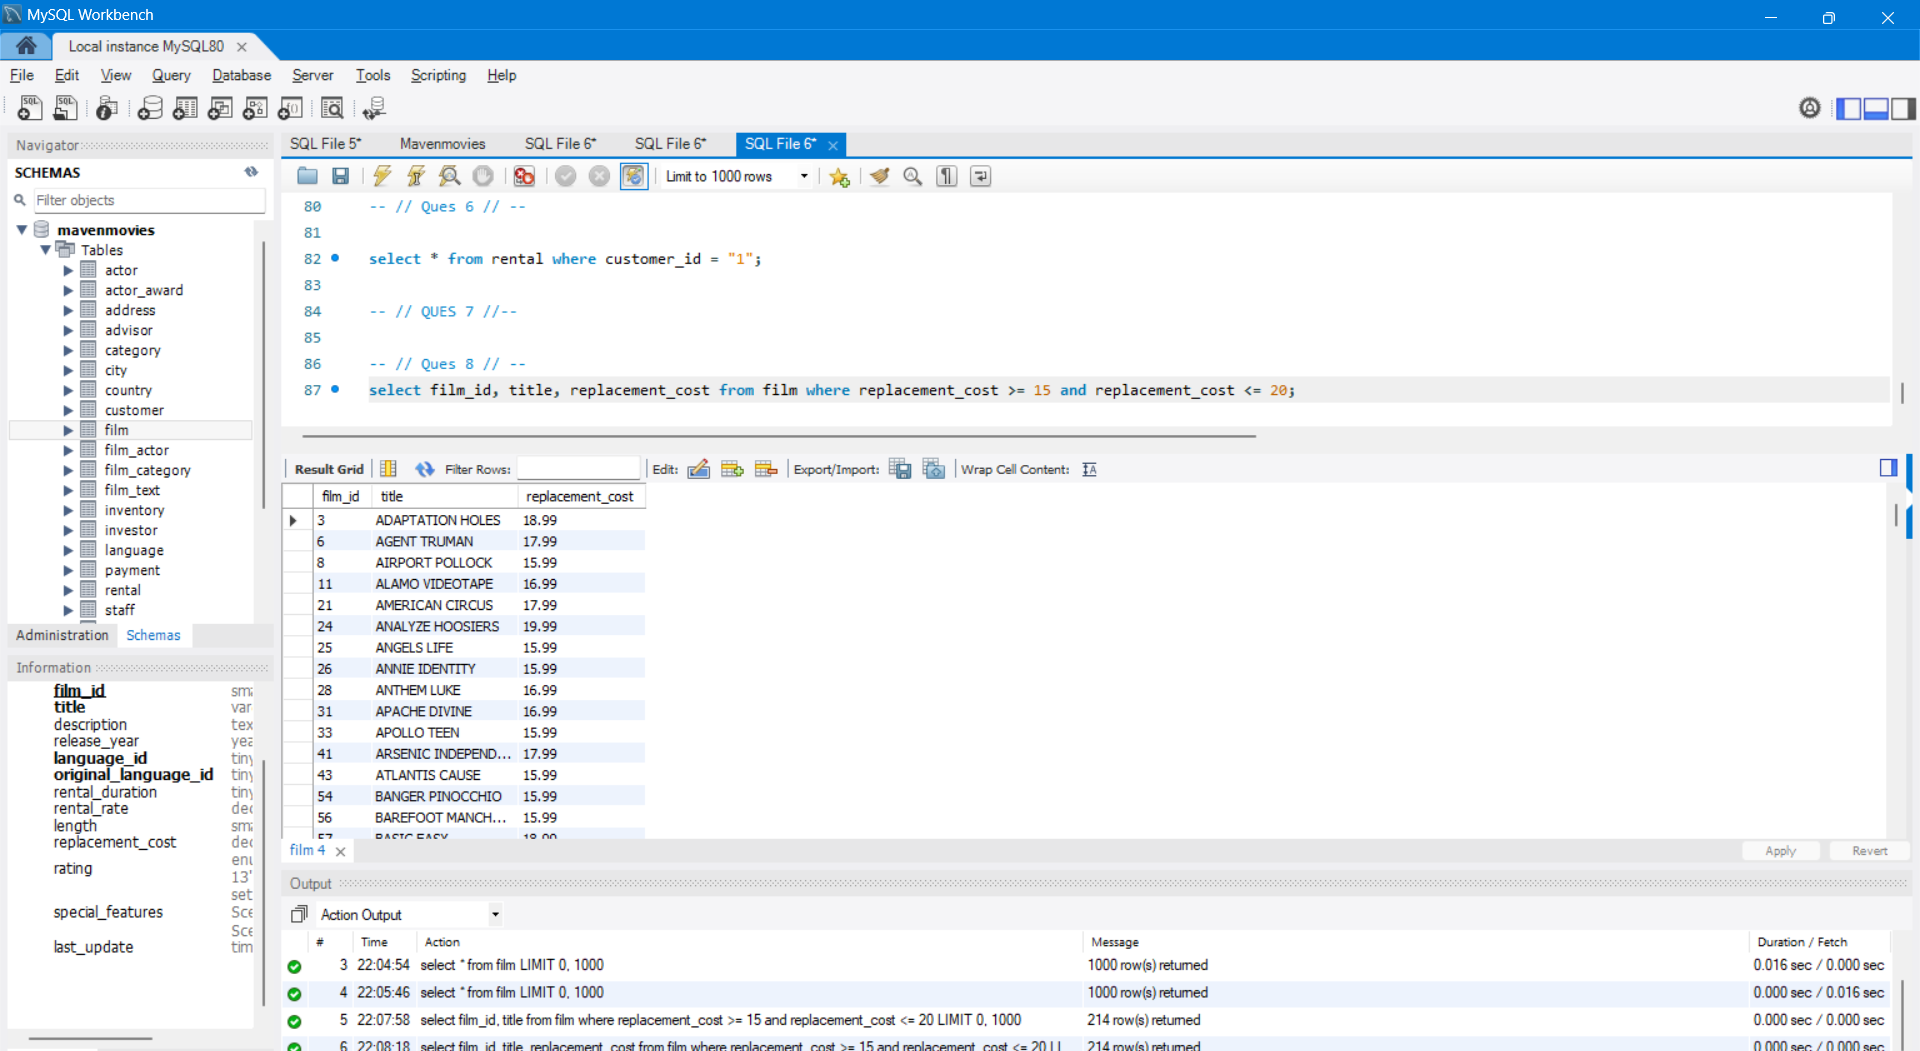 MySQL Workbench
Local instance MySQL80
File Edit View Query Database Server Tools Scripting Help
Navigator
SCHEMAS
Filter objects
mavenmovies
Tables
actor
actor_award
address
advisor
category
city
country
customer
film
film_actor
film_category
film_text
inventory
investor
language
payment
rental
staff
Administration Schemas
Information
film_id sma
title var
description tex
release_year yea
language_id tiny
original_language_id tiny
rental_duration tiny
rental_rate dec
length sma
replacement_cost dec
rating enu
13'
set
special_features Sce
Sce
last_update tim
SQL File 5* Mavenmovies SQL File 6* SQL File 6* SQL File 6*
Limit to 1000 rows
80 -- // Ques 6 // --
81
82 select * from rental where customer_id = "1";
83
84 -- // QUES 7 //--
85
86 -- // Ques 8 // --
87 select film_id, title, replacement_cost from film where replacement_cost >= 15 and replacement_cost <= 20;
Result Grid Filter Rows: Edit: Export/Import: Wrap Cell Content:
film_id title replacement_cost
3 ADAPTATION HOLES 18.99
6 AGENT TRUMAN 17.99
8 AIRPORT POLLOCK 15.99
11 ALAMO VIDEOTAPE 16.99
21 AMERICAN CIRCUS 17.99
24 ANALYZE HOOSIERS 19.99
25 ANGELS LIFE 15.99
26 ANNIE IDENTITY 15.99
28 ANTHEM LUKE 16.99
31 APACHE DIVINE 16.99
33 APOLLO TEEN 15.99
41 ARSENIC INDEPEND... 17.99
43 ATLANTIS CAUSE 15.99
54 BANGER PINOCCHIO 15.99
56 BAREFOOT MANCH... 15.99
57 BASIC EASY 18.99
film 4 Apply Revert
Output
Action Output
# Time Action Message Duration / Fetch
3 22:04:54 select * from film LIMIT 0, 1000 1000 row(s) returned 0.016 sec / 0.000 sec
4 22:05:46 select * from film LIMIT 0, 1000 1000 row(s) returned 0.000 sec / 0.016 sec
5 22:07:58 select film_id, title from film where replacement_cost >= 15 and replacement_cost <= 20 LIMIT 0, 1000 214 row(s) returned 0.000 sec / 0.000 sec
6 22:08:18 select film_id, title, replacement_cost from film where replacement_cost >= 15 and replacement_cost <= 20 LI 214 row(s) returned 0.000 sec / 0.000 sec